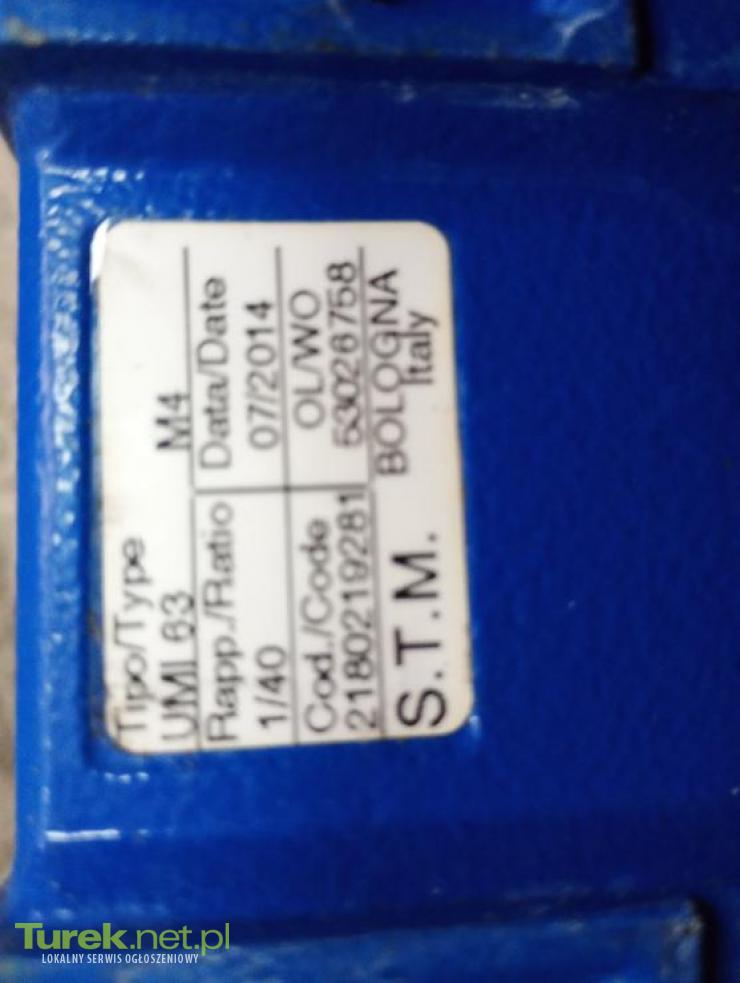 Tipo/Type
UMI 63 M4
Rapp./Ratio Data/Date
1/40 07/2014
Cod./Code OL/WO
2180219281 53026758
S.T.M. BOLOGNA
Italy
Turek.net.pl
LOKALNY SERWIS OGŁOSZENIOWY